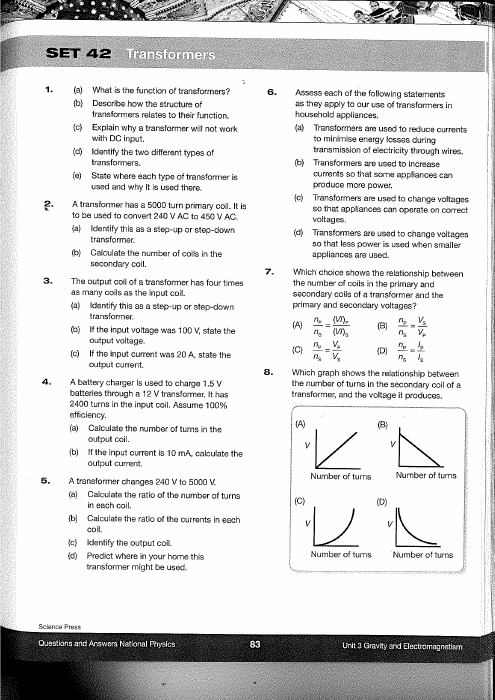 SET 42 Transformers
1. (a) What is the function of transformers?
(b) Describe how the structure of
transformers relates to their function.
(c) Explain why a transformer will not work
with DC input.
(d) Identify the two different types of
transformers.
(e) State where each type of transformer is
used and why it is used there.
2. A transformer has a 5000 turn primary coil. It is
to be used to convert 240 V AC to 450 V AC.
(a) Identify this as a step-up or step-down
transformer.
(b) Calculate the number of coils in the
secondary coil.
3. The output coil of a transformer has four times
as many coils as the input coil.
(a) Identify this as a step-up or step-down
transformer.
(b) If the input voltage was 100 V, state the
output voltage.
(c) If the input current was 20 A, state the
output current.
4. A battery charger is used to charge 1.5 V
batteries through a 12 V transformer. It has
2400 turns in the input coil. Assume 100%
efficiency.
(a) Calculate the number of turns in the
output coil.
(b) If the input current is 10 mA, calculate the
output current.
5. A transformer changes 240 V to 5000 V.
(a) Calculate the ratio of the number of turns
in each coil.
(b) Calculate the ratio of the currents in each
coil.
(c) Identify the output coil.
(d) Predict where in your home this
transformer might be used.
6. Assess each of the following statements
as they apply to our use of transformers in
household appliances.
(a) Transformers are used to reduce currents
to minimise energy losses during
transmission of electricity through wires.
(b) Transformers are used to increase
currents so that some appliances can
produce more power.
(c) Transformers are used to change voltages
so that appliances can operate on correct
voltages.
(d) Transformers are used to change voltages
so that less power is used when smaller
appliances are used.
7. Which choice shows the relationship between
the number of coils in the primary and
secondary coils of a transformer and the
primary and secondary voltages?
(A) nₚ/nₛ = (VI)ₚ/(VI)ₛ (B) nₚ/nₛ = Vₛ/Vₚ
(C) nₚ/nₛ = Vₚ/Vₛ (D) nₚ/nₛ = Iₚ/Iₛ
8. Which graph shows the relationship between
the number of turns in the secondary coil of a
transformer, and the voltage it produces.
(A) (B)
V V
Number of turns Number of turns
(C) (D)
V V
Number of turns Number of turns
Science Press
Questions and Answers National Physics 83 Unit 3 Gravity and Electromagnetism